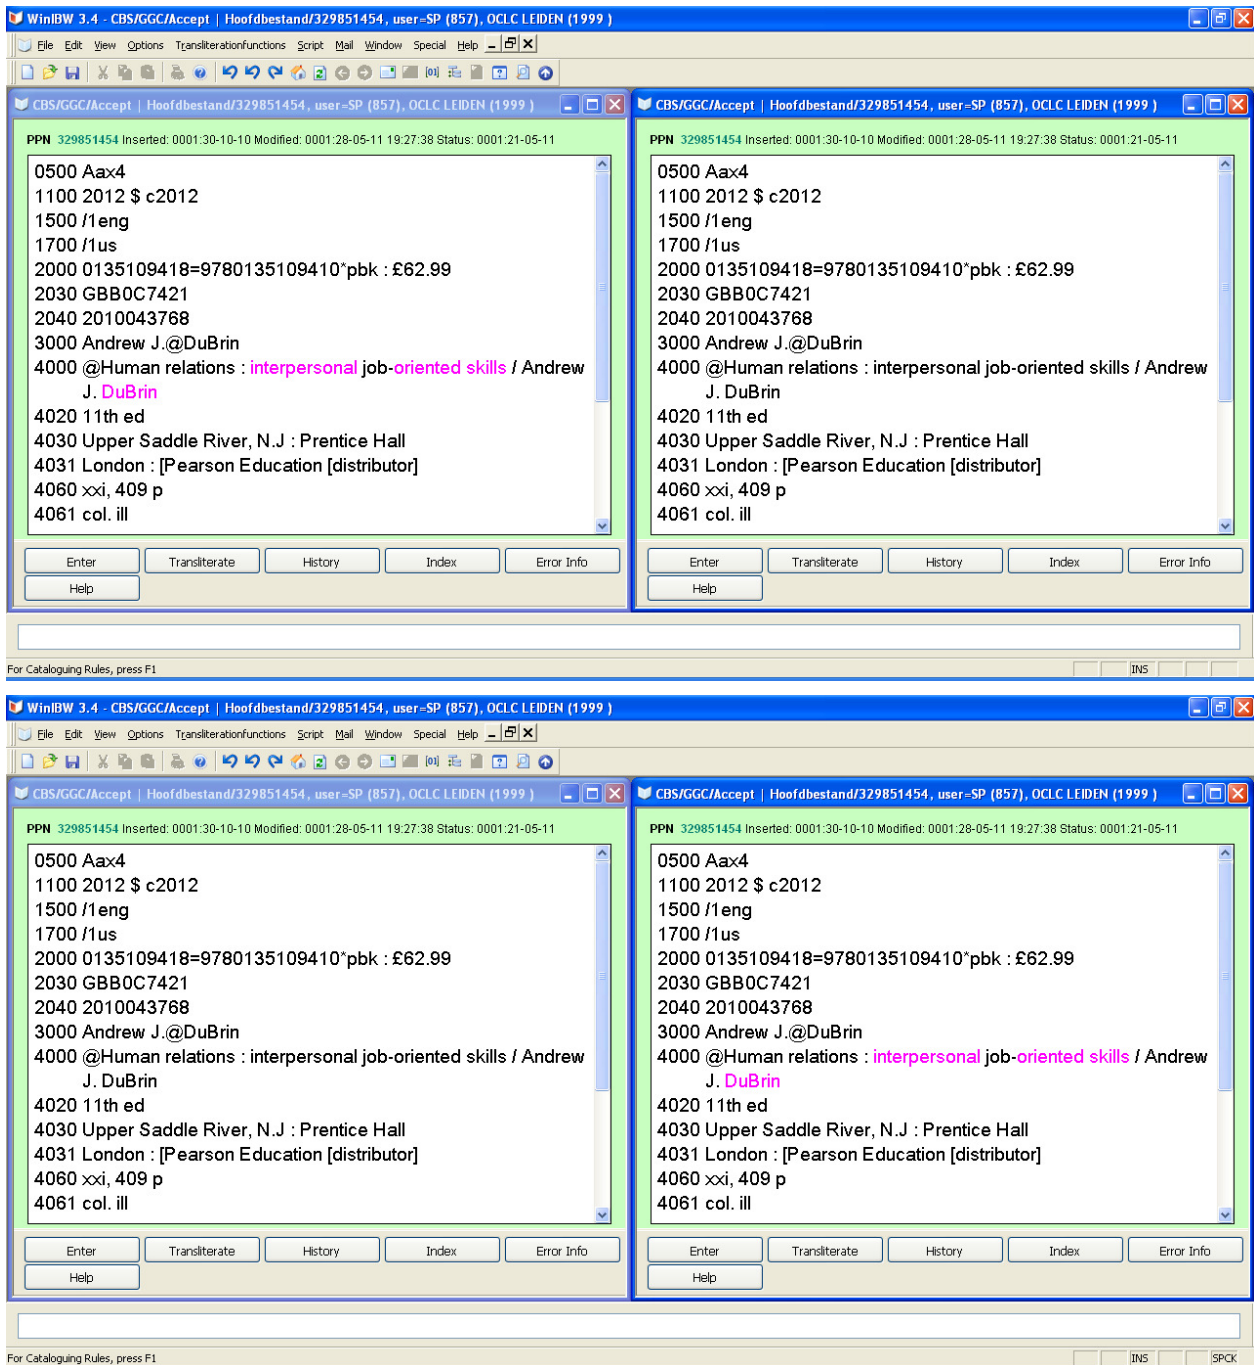 WinIBW 3.4 - CBS/GGC/Accept | Hoofdbestand/329851454, user=SP (857), OCLC LEIDEN (1999 )
File Edit View Options Transliterationfunctions Script Mail Window Special Help
CBS/GGC/Accept | Hoofdbestand/329851454, user=SP (857), OCLC LEIDEN (1999 )
PPN 329851454 Inserted: 0001:30-10-10 Modified: 0001:28-05-11 19:27:38 Status: 0001:21-05-11
0500 Aax4
1100 2012 $ c2012
1500 /1eng
1700 /1us
2000 0135109418=9780135109410*pbk : £62.99
2030 GBB0C7421
2040 2010043768
3000 Andrew J.@DuBrin
4000 @Human relations : interpersonal job-oriented skills / Andrew
J. DuBrin
4020 11th ed
4030 Upper Saddle River, N.J : Prentice Hall
4031 London : [Pearson Education [distributor]
4060 xxi, 409 p
4061 col. ill
Enter Transliterate History Index Error Info
Help
CBS/GGC/Accept | Hoofdbestand/329851454, user=SP (857), OCLC LEIDEN (1999 )
PPN 329851454 Inserted: 0001:30-10-10 Modified: 0001:28-05-11 19:27:38 Status: 0001:21-05-11
0500 Aax4
1100 2012 $ c2012
1500 /1eng
1700 /1us
2000 0135109418=9780135109410*pbk : £62.99
2030 GBB0C7421
2040 2010043768
3000 Andrew J.@DuBrin
4000 @Human relations : interpersonal job-oriented skills / Andrew
J. DuBrin
4020 11th ed
4030 Upper Saddle River, N.J : Prentice Hall
4031 London : [Pearson Education [distributor]
4060 xxi, 409 p
4061 col. ill
Enter Transliterate History Index Error Info
Help
For Cataloguing Rules, press F1 INS
WinIBW 3.4 - CBS/GGC/Accept | Hoofdbestand/329851454, user=SP (857), OCLC LEIDEN (1999 )
File Edit View Options Transliterationfunctions Script Mail Window Special Help
CBS/GGC/Accept | Hoofdbestand/329851454, user=SP (857), OCLC LEIDEN (1999 )
PPN 329851454 Inserted: 0001:30-10-10 Modified: 0001:28-05-11 19:27:38 Status: 0001:21-05-11
0500 Aax4
1100 2012 $ c2012
1500 /1eng
1700 /1us
2000 0135109418=9780135109410*pbk : £62.99
2030 GBB0C7421
2040 2010043768
3000 Andrew J.@DuBrin
4000 @Human relations : interpersonal job-oriented skills / Andrew
J. DuBrin
4020 11th ed
4030 Upper Saddle River, N.J : Prentice Hall
4031 London : [Pearson Education [distributor]
4060 xxi, 409 p
4061 col. ill
Enter Transliterate History Index Error Info
Help
CBS/GGC/Accept | Hoofdbestand/329851454, user=SP (857), OCLC LEIDEN (1999 )
PPN 329851454 Inserted: 0001:30-10-10 Modified: 0001:28-05-11 19:27:38 Status: 0001:21-05-11
0500 Aax4
1100 2012 $ c2012
1500 /1eng
1700 /1us
2000 0135109418=9780135109410*pbk : £62.99
2030 GBB0C7421
2040 2010043768
3000 Andrew J.@DuBrin
4000 @Human relations : interpersonal job-oriented skills / Andrew
J. DuBrin
4020 11th ed
4030 Upper Saddle River, N.J : Prentice Hall
4031 London : [Pearson Education [distributor]
4060 xxi, 409 p
4061 col. ill
Enter Transliterate History Index Error Info
Help
For Cataloguing Rules, press F1 INS SPCK